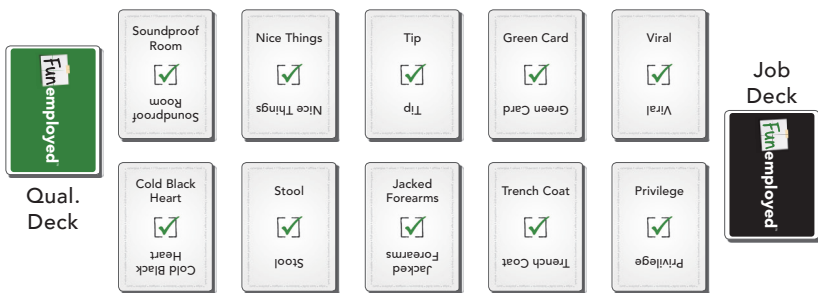 Soundproof
Room
Soundproof
Room
Nice Things
Nice Things
Tip
Tip
Green Card
Green Card
Viral
Viral
Funemployed
Qual.
Deck
Job
Deck
Funemployed
Cold Black
Heart
Cold Black
Heart
Stool
Stool
Jacked
Forearms
Jacked
Forearms
Trench Coat
Trench Coat
Privilege
Privilege